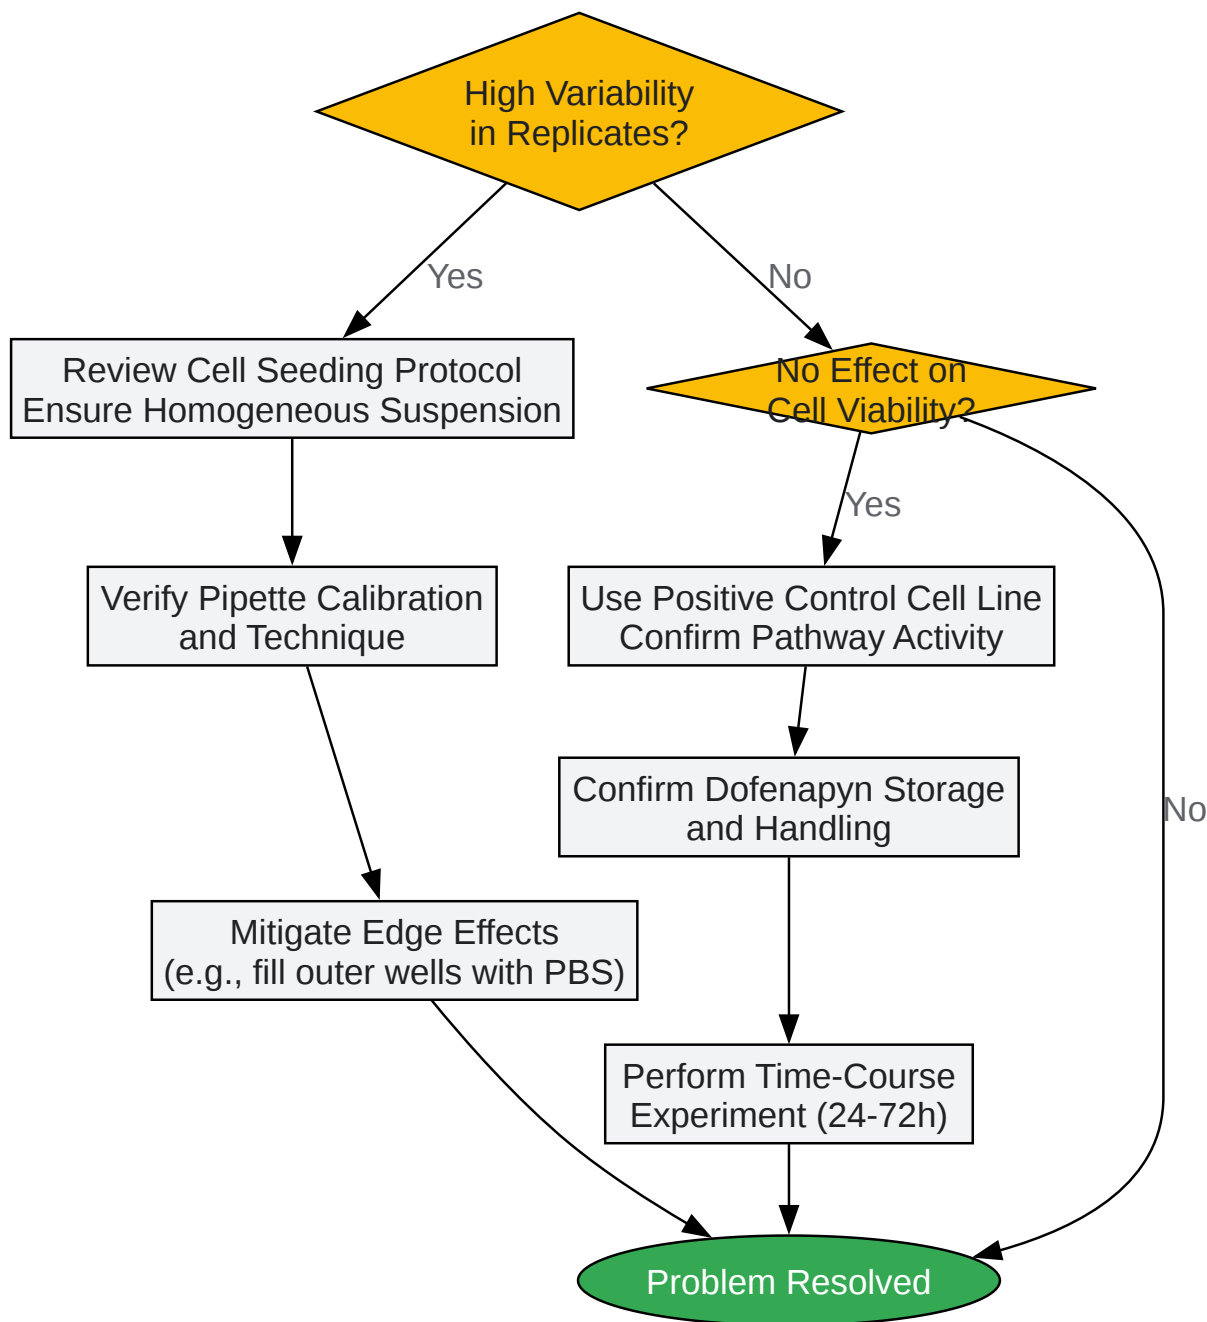 High Variability
in Replicates?
Yes
No
Review Cell Seeding Protocol
Ensure Homogeneous Suspension
No Effect on
Cell Viability?
Yes
Verify Pipette Calibration
and Technique
Use Positive Control Cell Line
Confirm Pathway Activity
Confirm Dofenapyn Storage
and Handling
No
Mitigate Edge Effects
(e.g., fill outer wells with PBS)
Perform Time-Course
Experiment (24-72h)
Problem Resolved